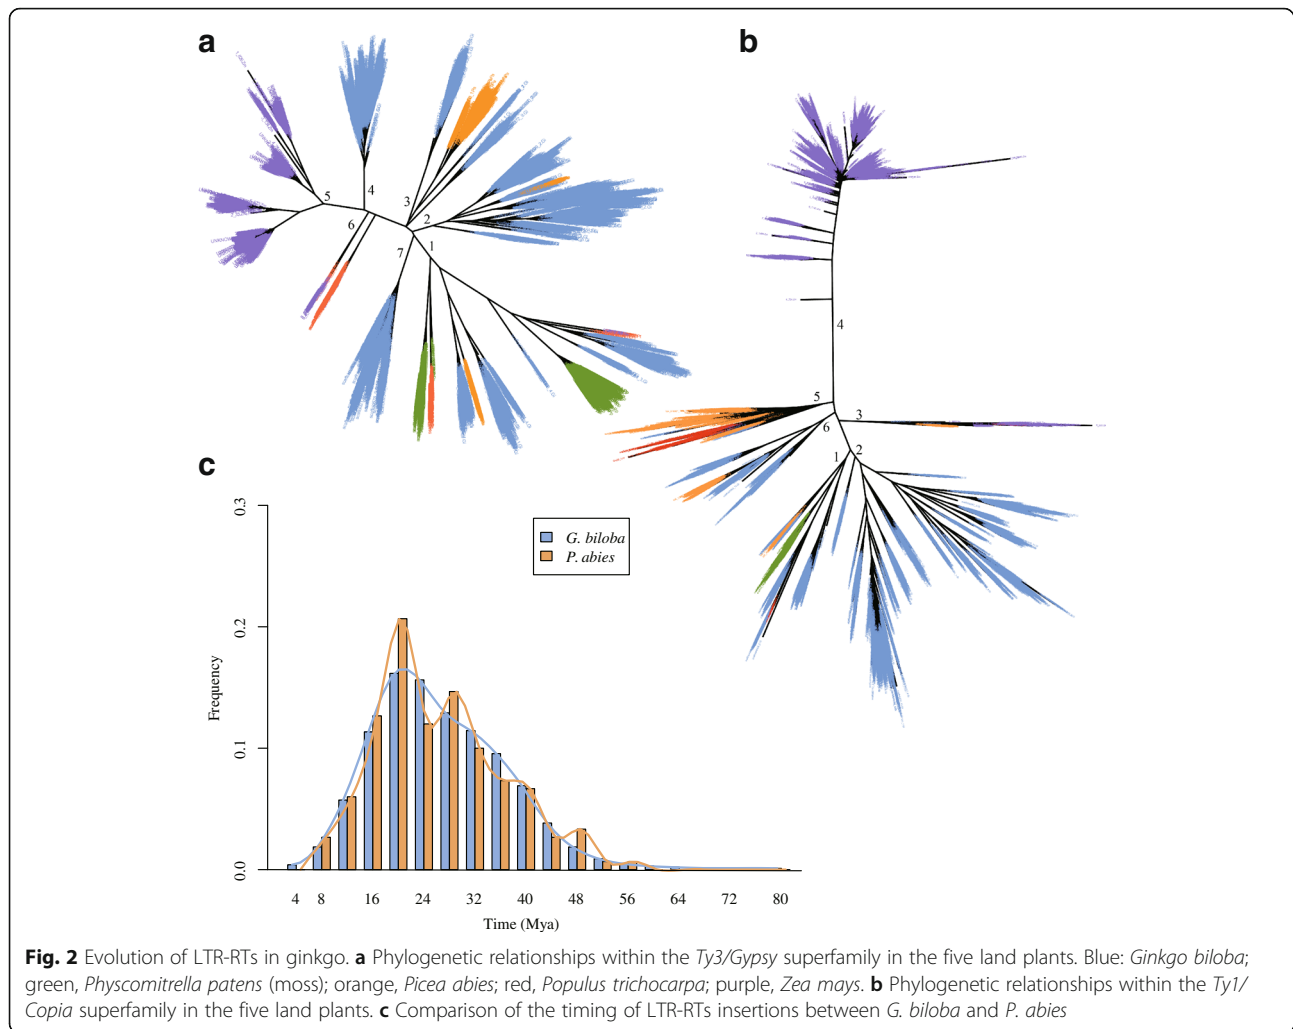 a
b
5
4
3
6
2
7
1
4
5
3
6
1
2
c
0.3
0.2
0.1
0.0
Frequency
G. biloba
P. abies
4 8 16 24 32 40 48 56 64 72 80
Time (Mya)
Fig. 2 Evolution of LTR-RTs in ginkgo. a Phylogenetic relationships within the Ty3/Gypsy superfamily in the five land plants. Blue: Ginkgo biloba;
green, Physcomitrella patens (moss); orange, Picea abies; red, Populus trichocarpa; purple, Zea mays. b Phylogenetic relationships within the Ty1/
Copia superfamily in the five land plants. c Comparison of the timing of LTR-RTs insertions between G. biloba and P. abies